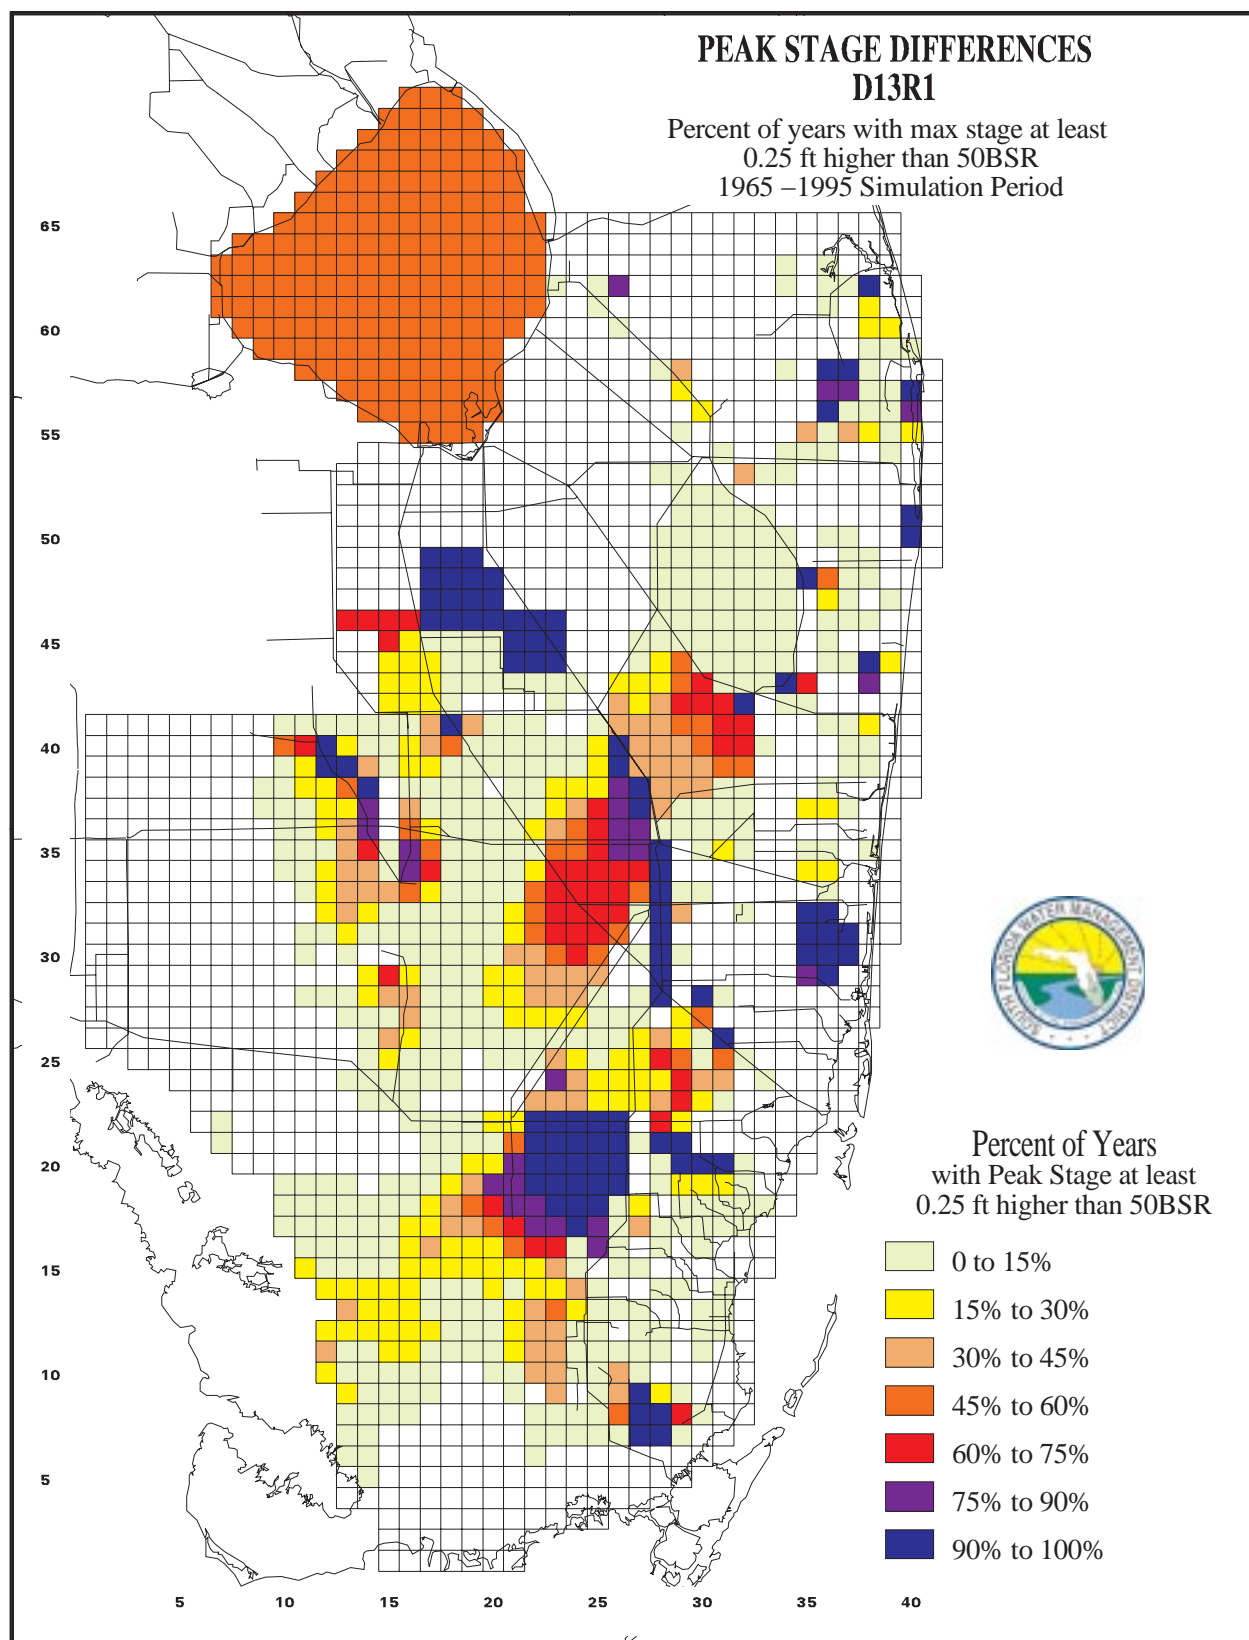 PEAK STAGE DIFFERENCES
D13R1
Percent of years with max stage at least
0.25 ft higher than 50BSR
1965 –1995 Simulation Period
65
60
55
50
45
40
35
30
25
20
15
10
5
5 10 15 20 25 30 35 40
SOUTH FLORIDA WATER MANAGEMENT DISTRICT
Percent of Years
with Peak Stage at least
0.25 ft higher than 50BSR
0 to 15%
15% to 30%
30% to 45%
45% to 60%
60% to 75%
75% to 90%
90% to 100%
“